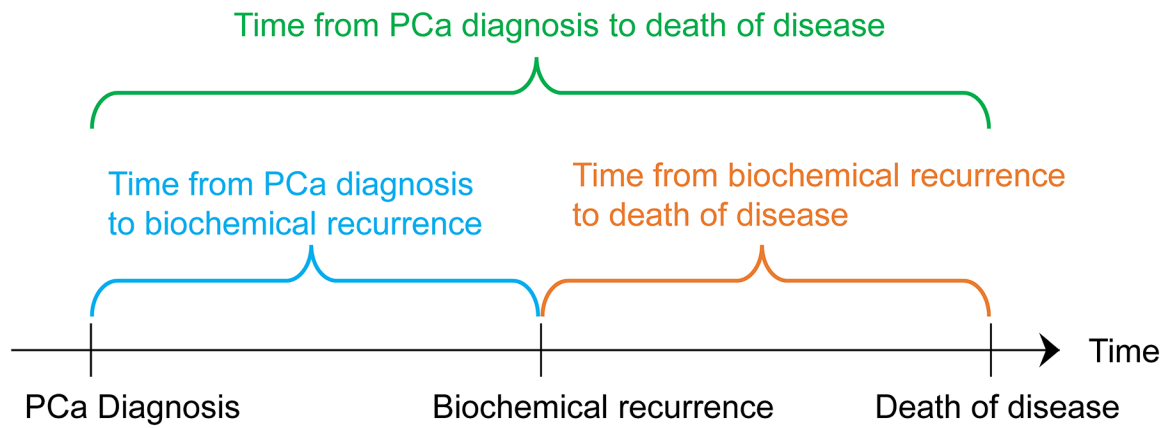 Time from PCa diagnosis to death of disease
Time from PCa diagnosis
to biochemical recurrence
Time from biochemical recurrence
to death of disease
Time
PCa Diagnosis
Biochemical recurrence
Death of disease